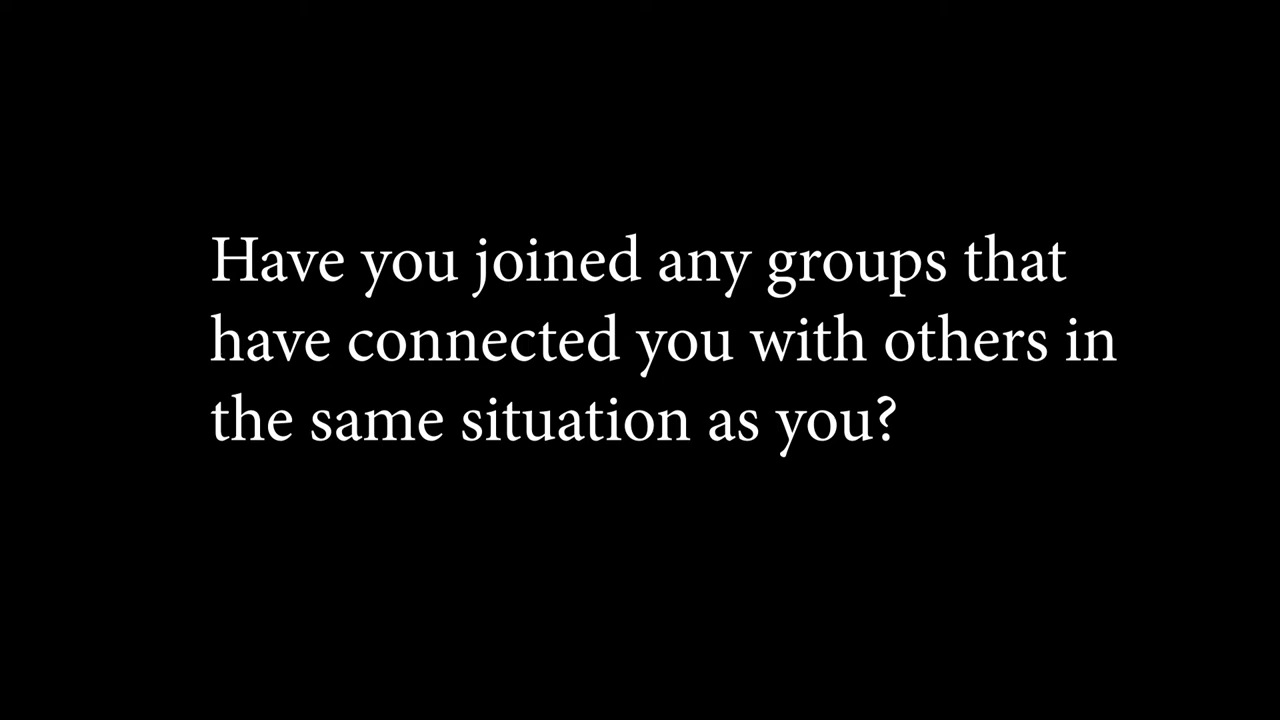 Have you joined any groups that
have connected you with others in
the same situation as you?